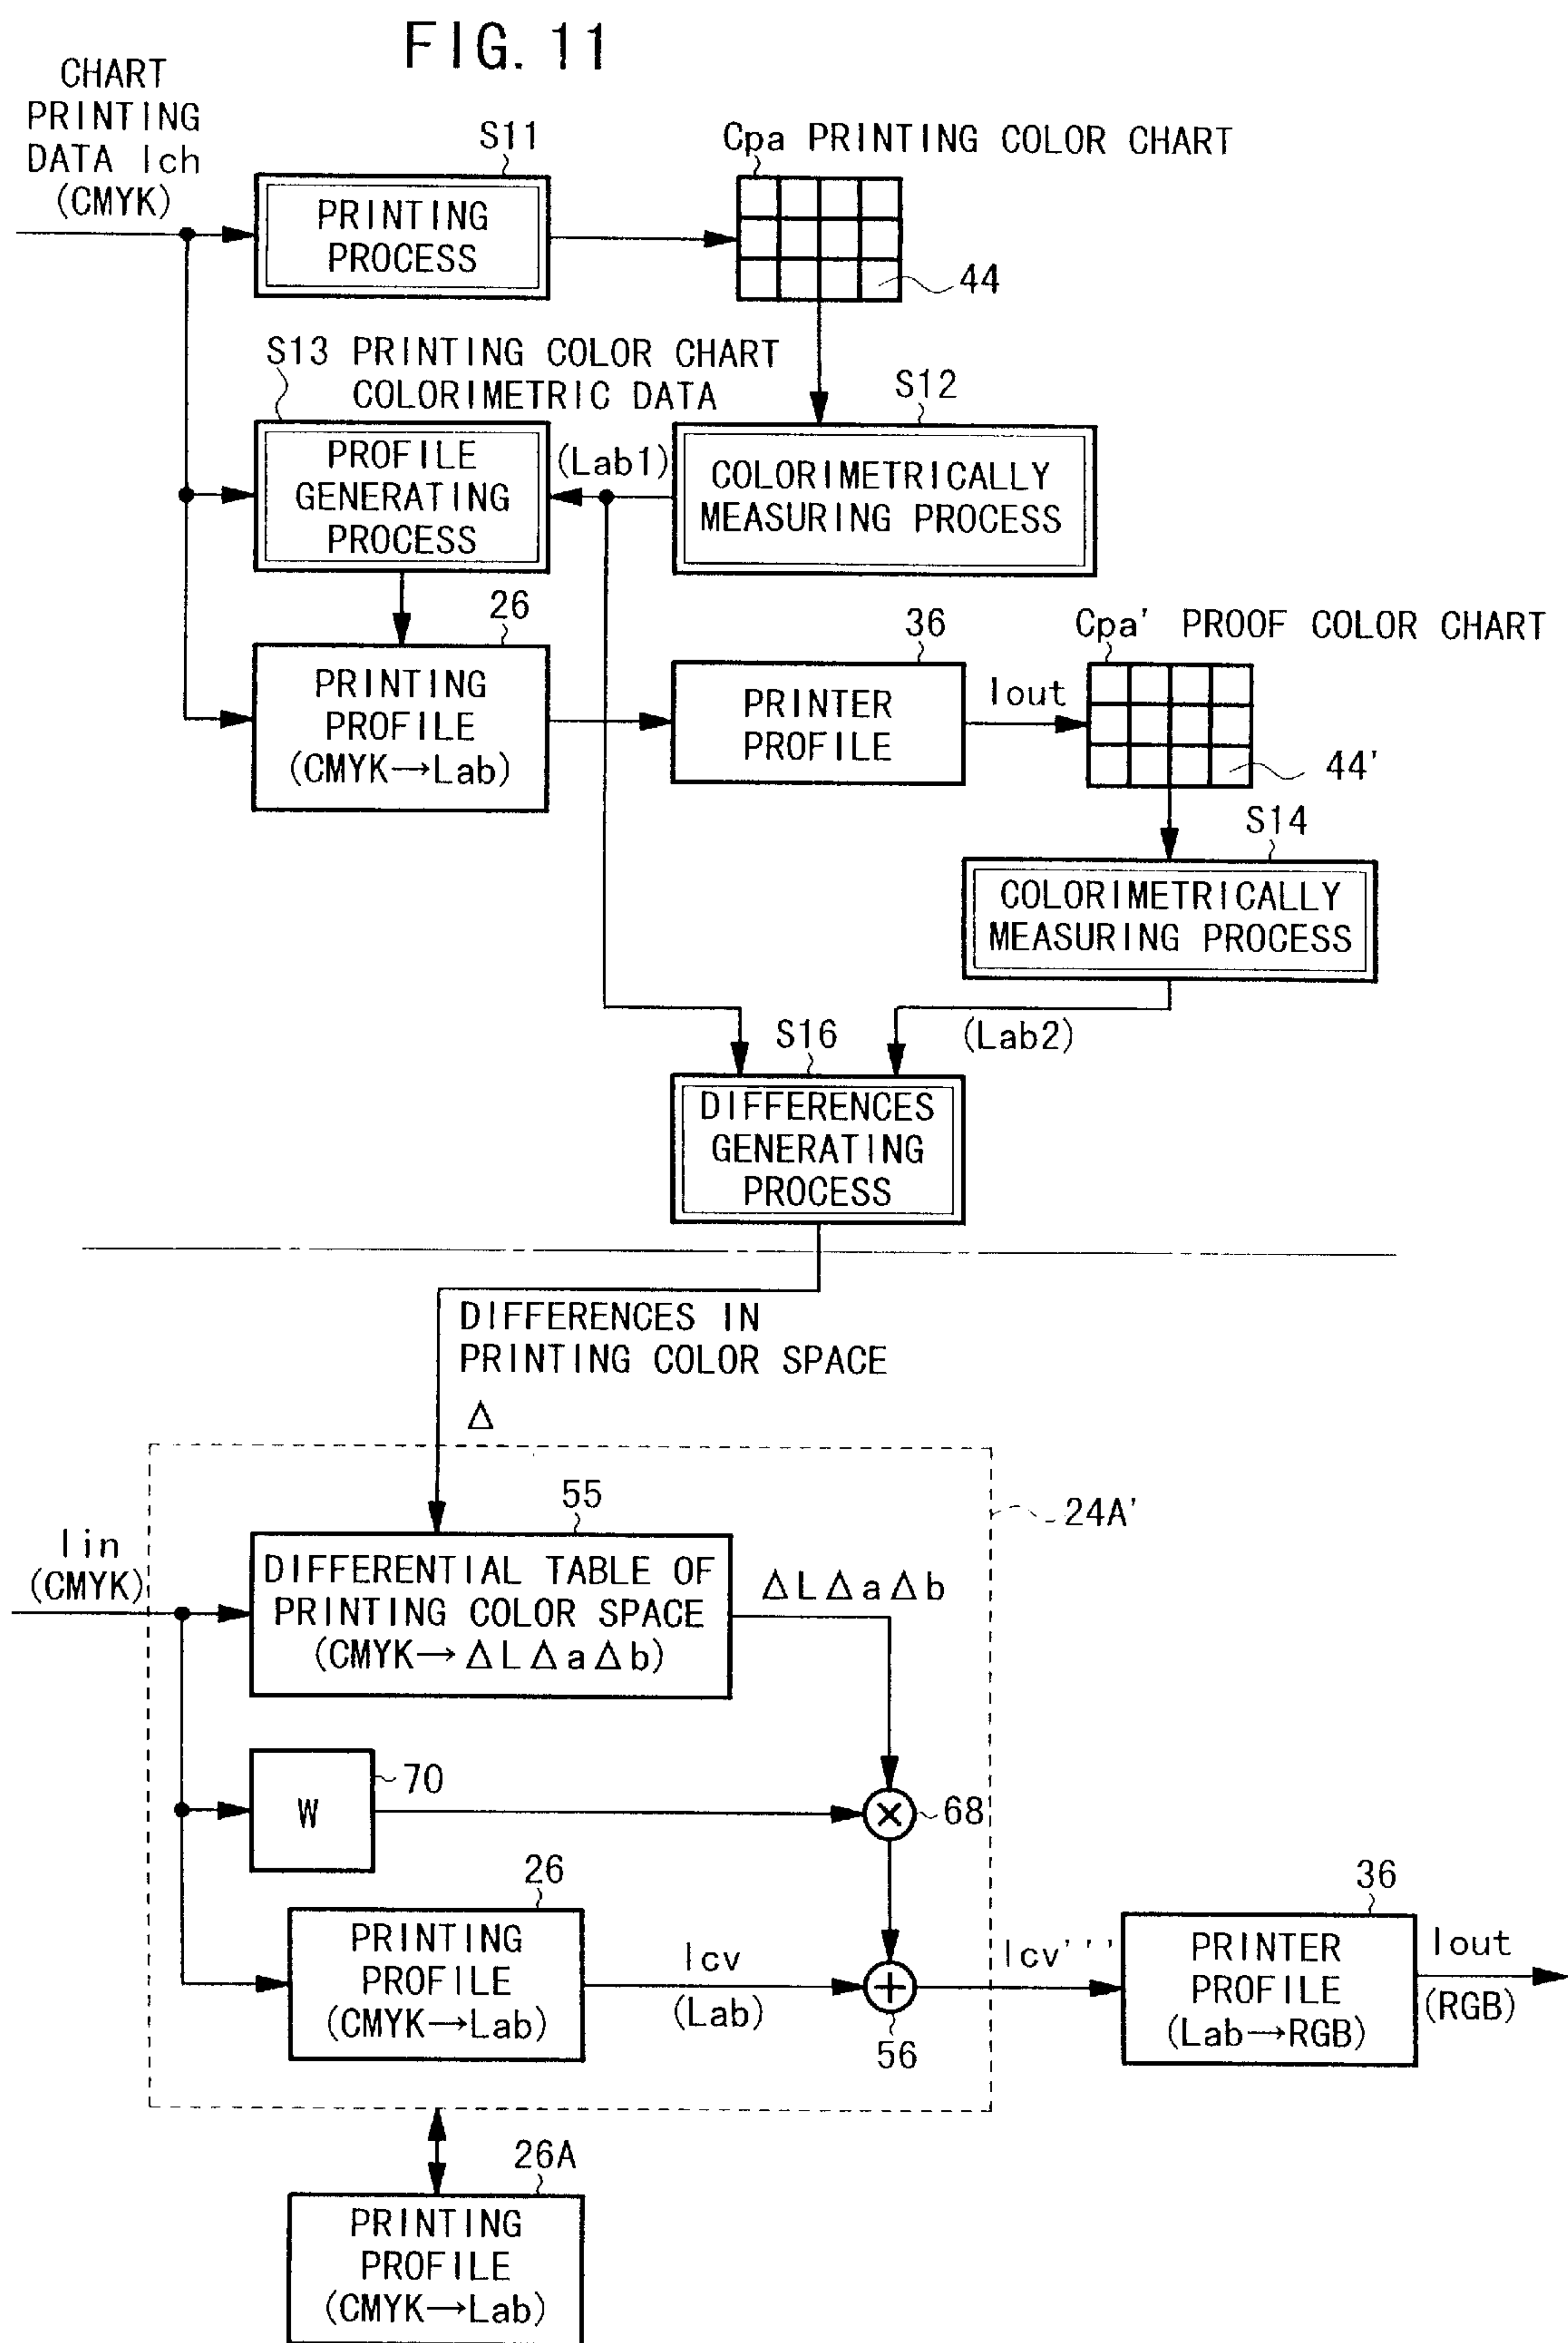 FIG. 11
CHART
PRINTING
DATA Ich
(CMYK)
S11
PRINTING
PROCESS
Cpa PRINTING COLOR CHART
44
S13 PRINTING COLOR CHART
COLORIMETRIC DATA
S12
PROFILE
GENERATING
PROCESS
(Lab1)
COLORIMETRICALLY
MEASURING PROCESS
26
PRINTING
PROFILE
(CMYK→Lab)
36
PRINTER
PROFILE
Iout
Cpa' PROOF COLOR CHART
44'
S14
COLORIMETRICALLY
MEASURING PROCESS
(Lab2)
S16
DIFFERENCES
GENERATING
PROCESS
DIFFERENCES IN
PRINTING COLOR SPACE
Δ
24A'
Iin
(CMYK)
55
DIFFERENTIAL TABLE OF
PRINTING COLOR SPACE
(CMYK→ΔLΔaΔb)
ΔLΔaΔb
70
W
68
26
PRINTING
PROFILE
(CMYK→Lab)
Icv
(Lab)
56
Icv'''
36
PRINTER
PROFILE
(Lab→RGB)
Iout
(RGB)
26A
PRINTING
PROFILE
(CMYK→Lab)